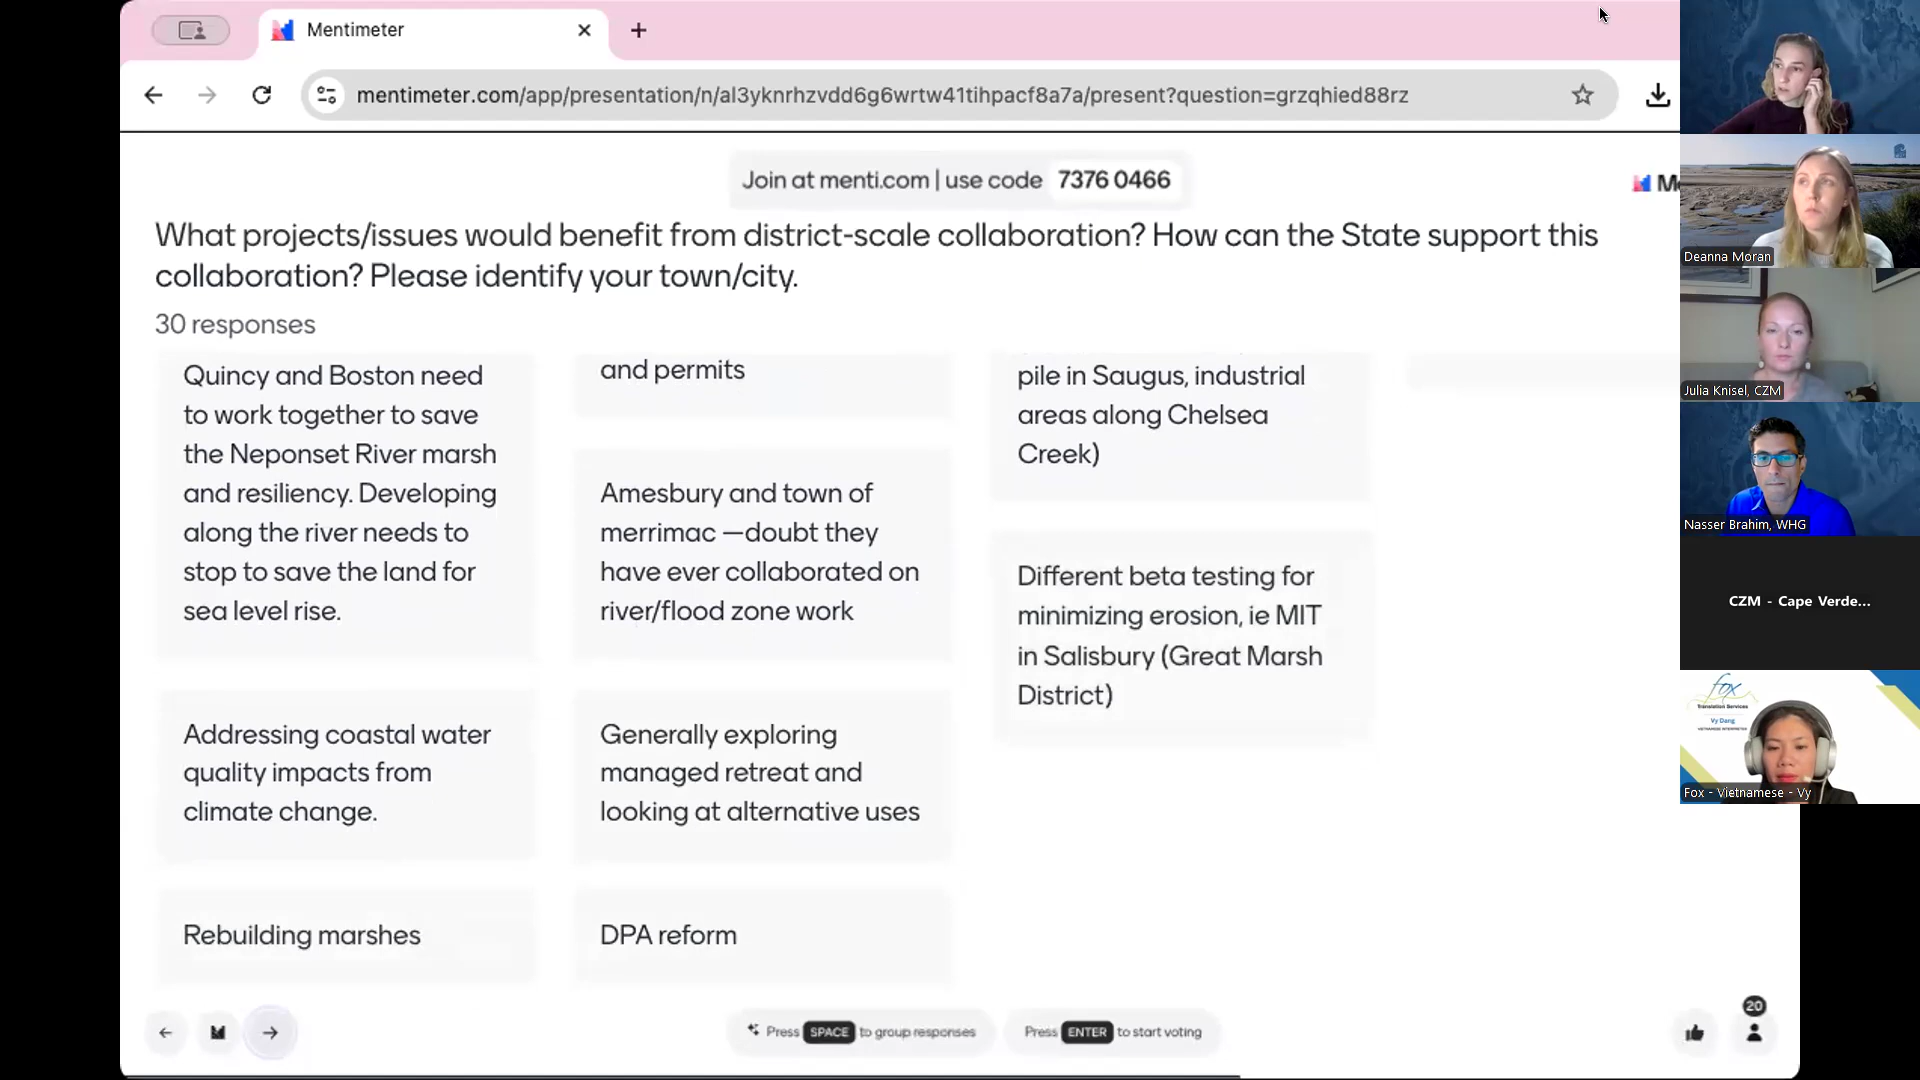 Mentimeter
mentimeter.com/app/presentation/n/al3yknrhzvdd6g6wrtw41tihpacf8a7a/present?question=grzqhied88rz
Join at menti.com | use code 7376 0466
What projects/issues would benefit from district-scale collaboration? How can the State support this
collaboration? Please identify your town/city.
30 responses
Quincy and Boston need
to work together to save
the Neponset River marsh
and resiliency. Developing
along the river needs to
stop to save the land for
sea level rise.
Addressing coastal water
quality impacts from
climate change.
Rebuilding marshes
and permits
Amesbury and town of
merrimac —doubt they
have ever collaborated on
river/flood zone work
Generally exploring
managed retreat and
looking at alternative uses
DPA reform
pile in Saugus, industrial
areas along Chelsea
Creek)
Different beta testing for
minimizing erosion, ie MIT
in Salisbury (Great Marsh
District)
Press SPACE to group responses
Press ENTER to start voting
20
Deanna Moran
Julia Knisel, CZM
Nasser Brahim, WHG
CZM - Cape Verde...
fox
Translation Services
Vy Dang
VIETNAMESE INTERPRETER
Fox - Vietnamese - Vy